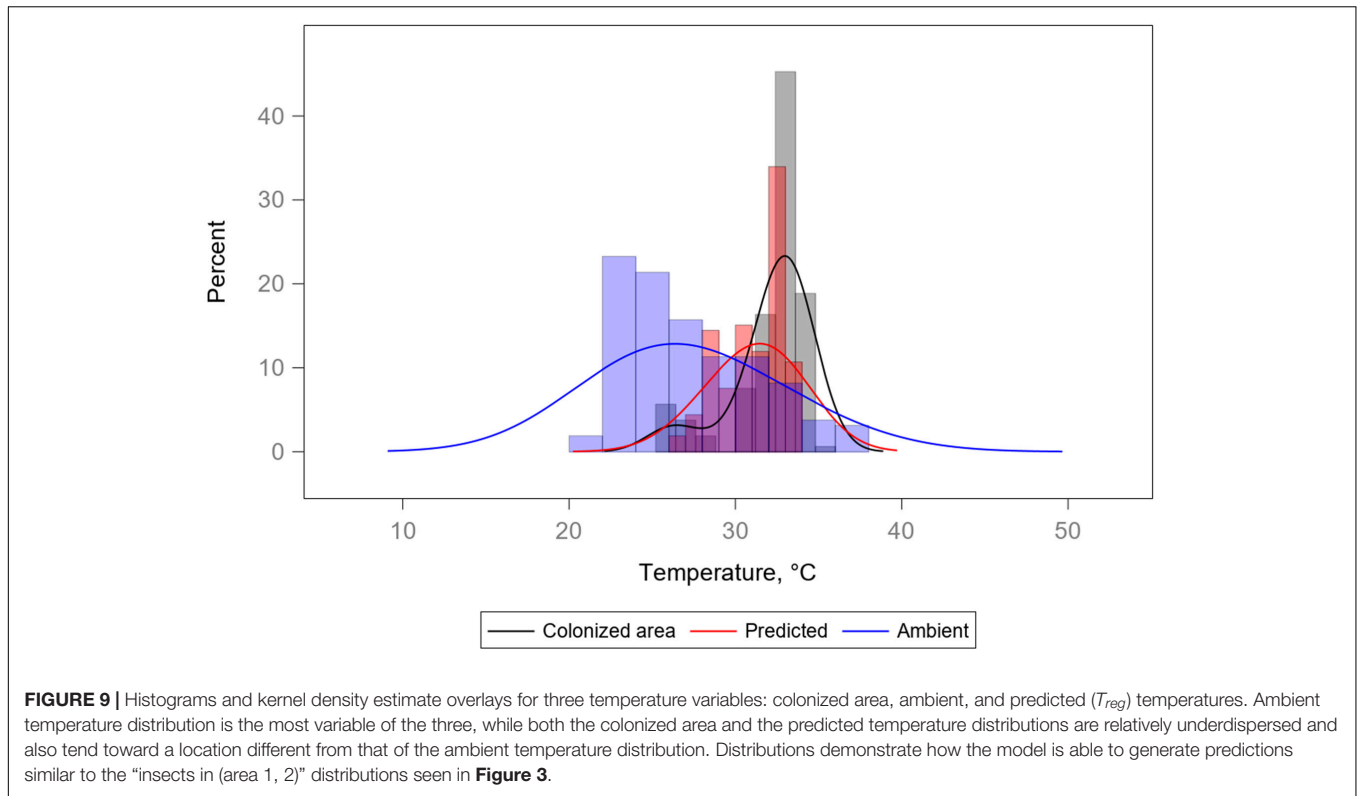 Percent
40
30
20
10
0
10 20 30 40 50
Temperature, °C
Colonized area Predicted Ambient
FIGURE 9 | Histograms and kernel density estimate overlays for three temperature variables: colonized area, ambient, and predicted (Treg) temperatures. Ambient
temperature distribution is the most variable of the three, while both the colonized area and the predicted temperature distributions are relatively underdispersed and
also tend toward a location different from that of the ambient temperature distribution. Distributions demonstrate how the model is able to generate predictions
similar to the “insects in (area 1, 2)” distributions seen in Figure 3.